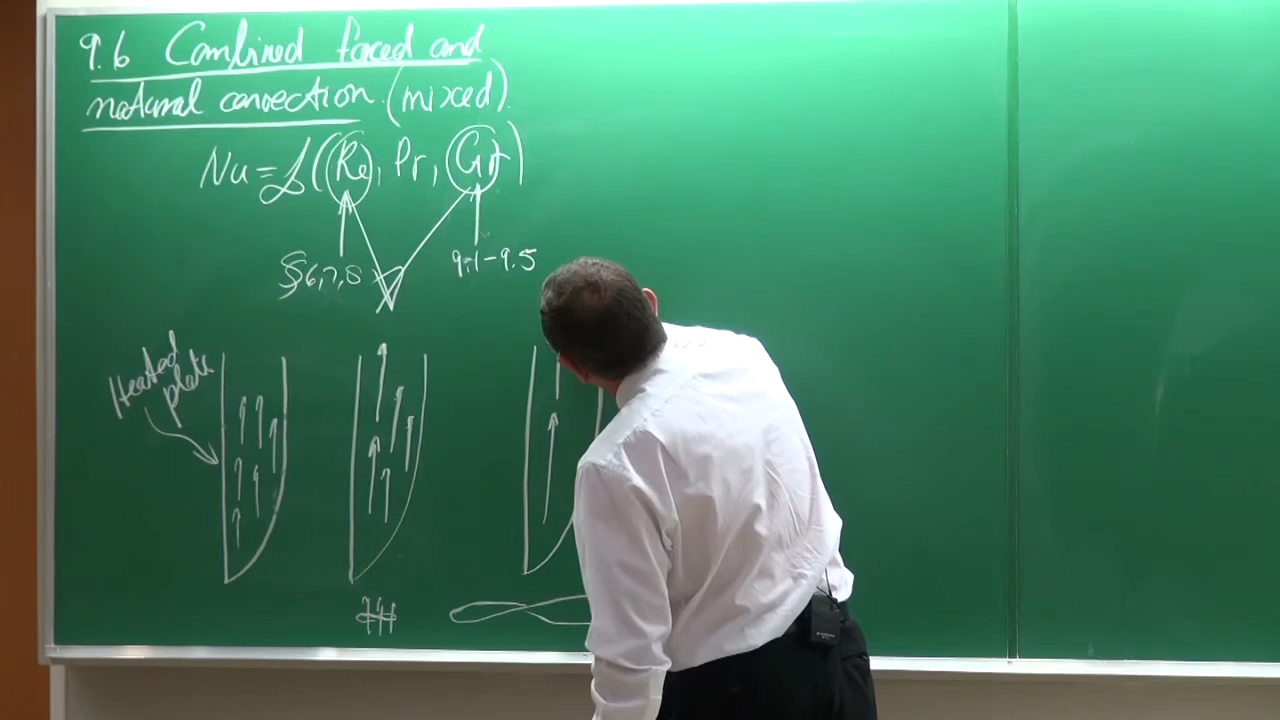 9.6 Combined forced and
natural convection (mixed).
Nu = f(Re, Pr, Gr)
§6,7,8
9.1-9.5
Heated
plate